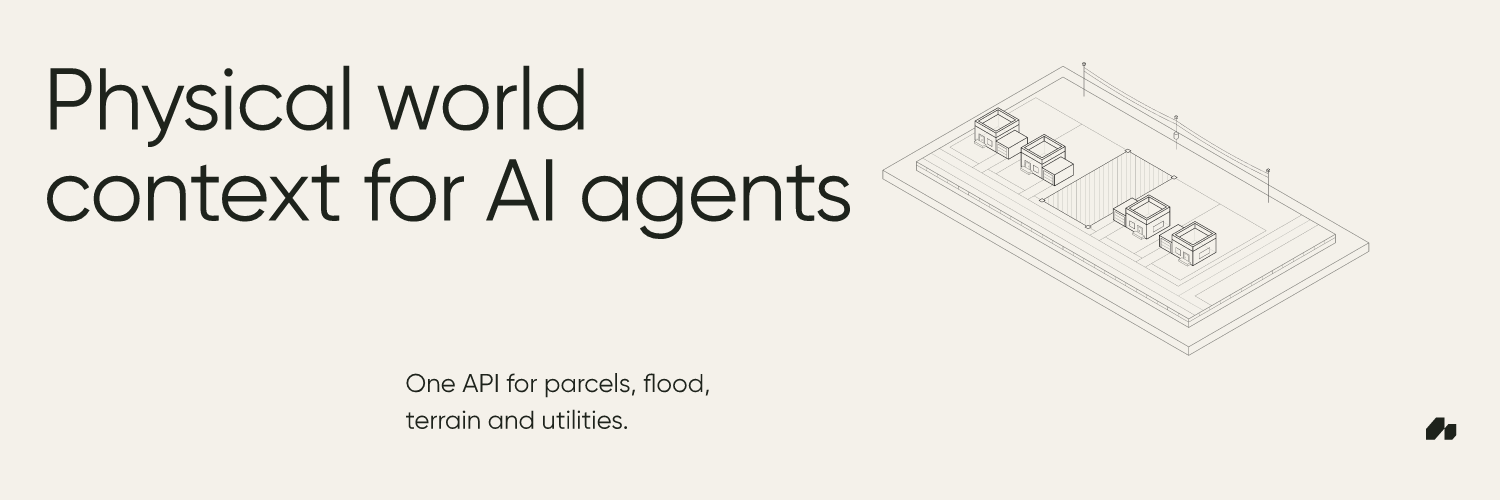 Physical world
context for AI agents
One API for parcels, flood,
terrain and utilities.